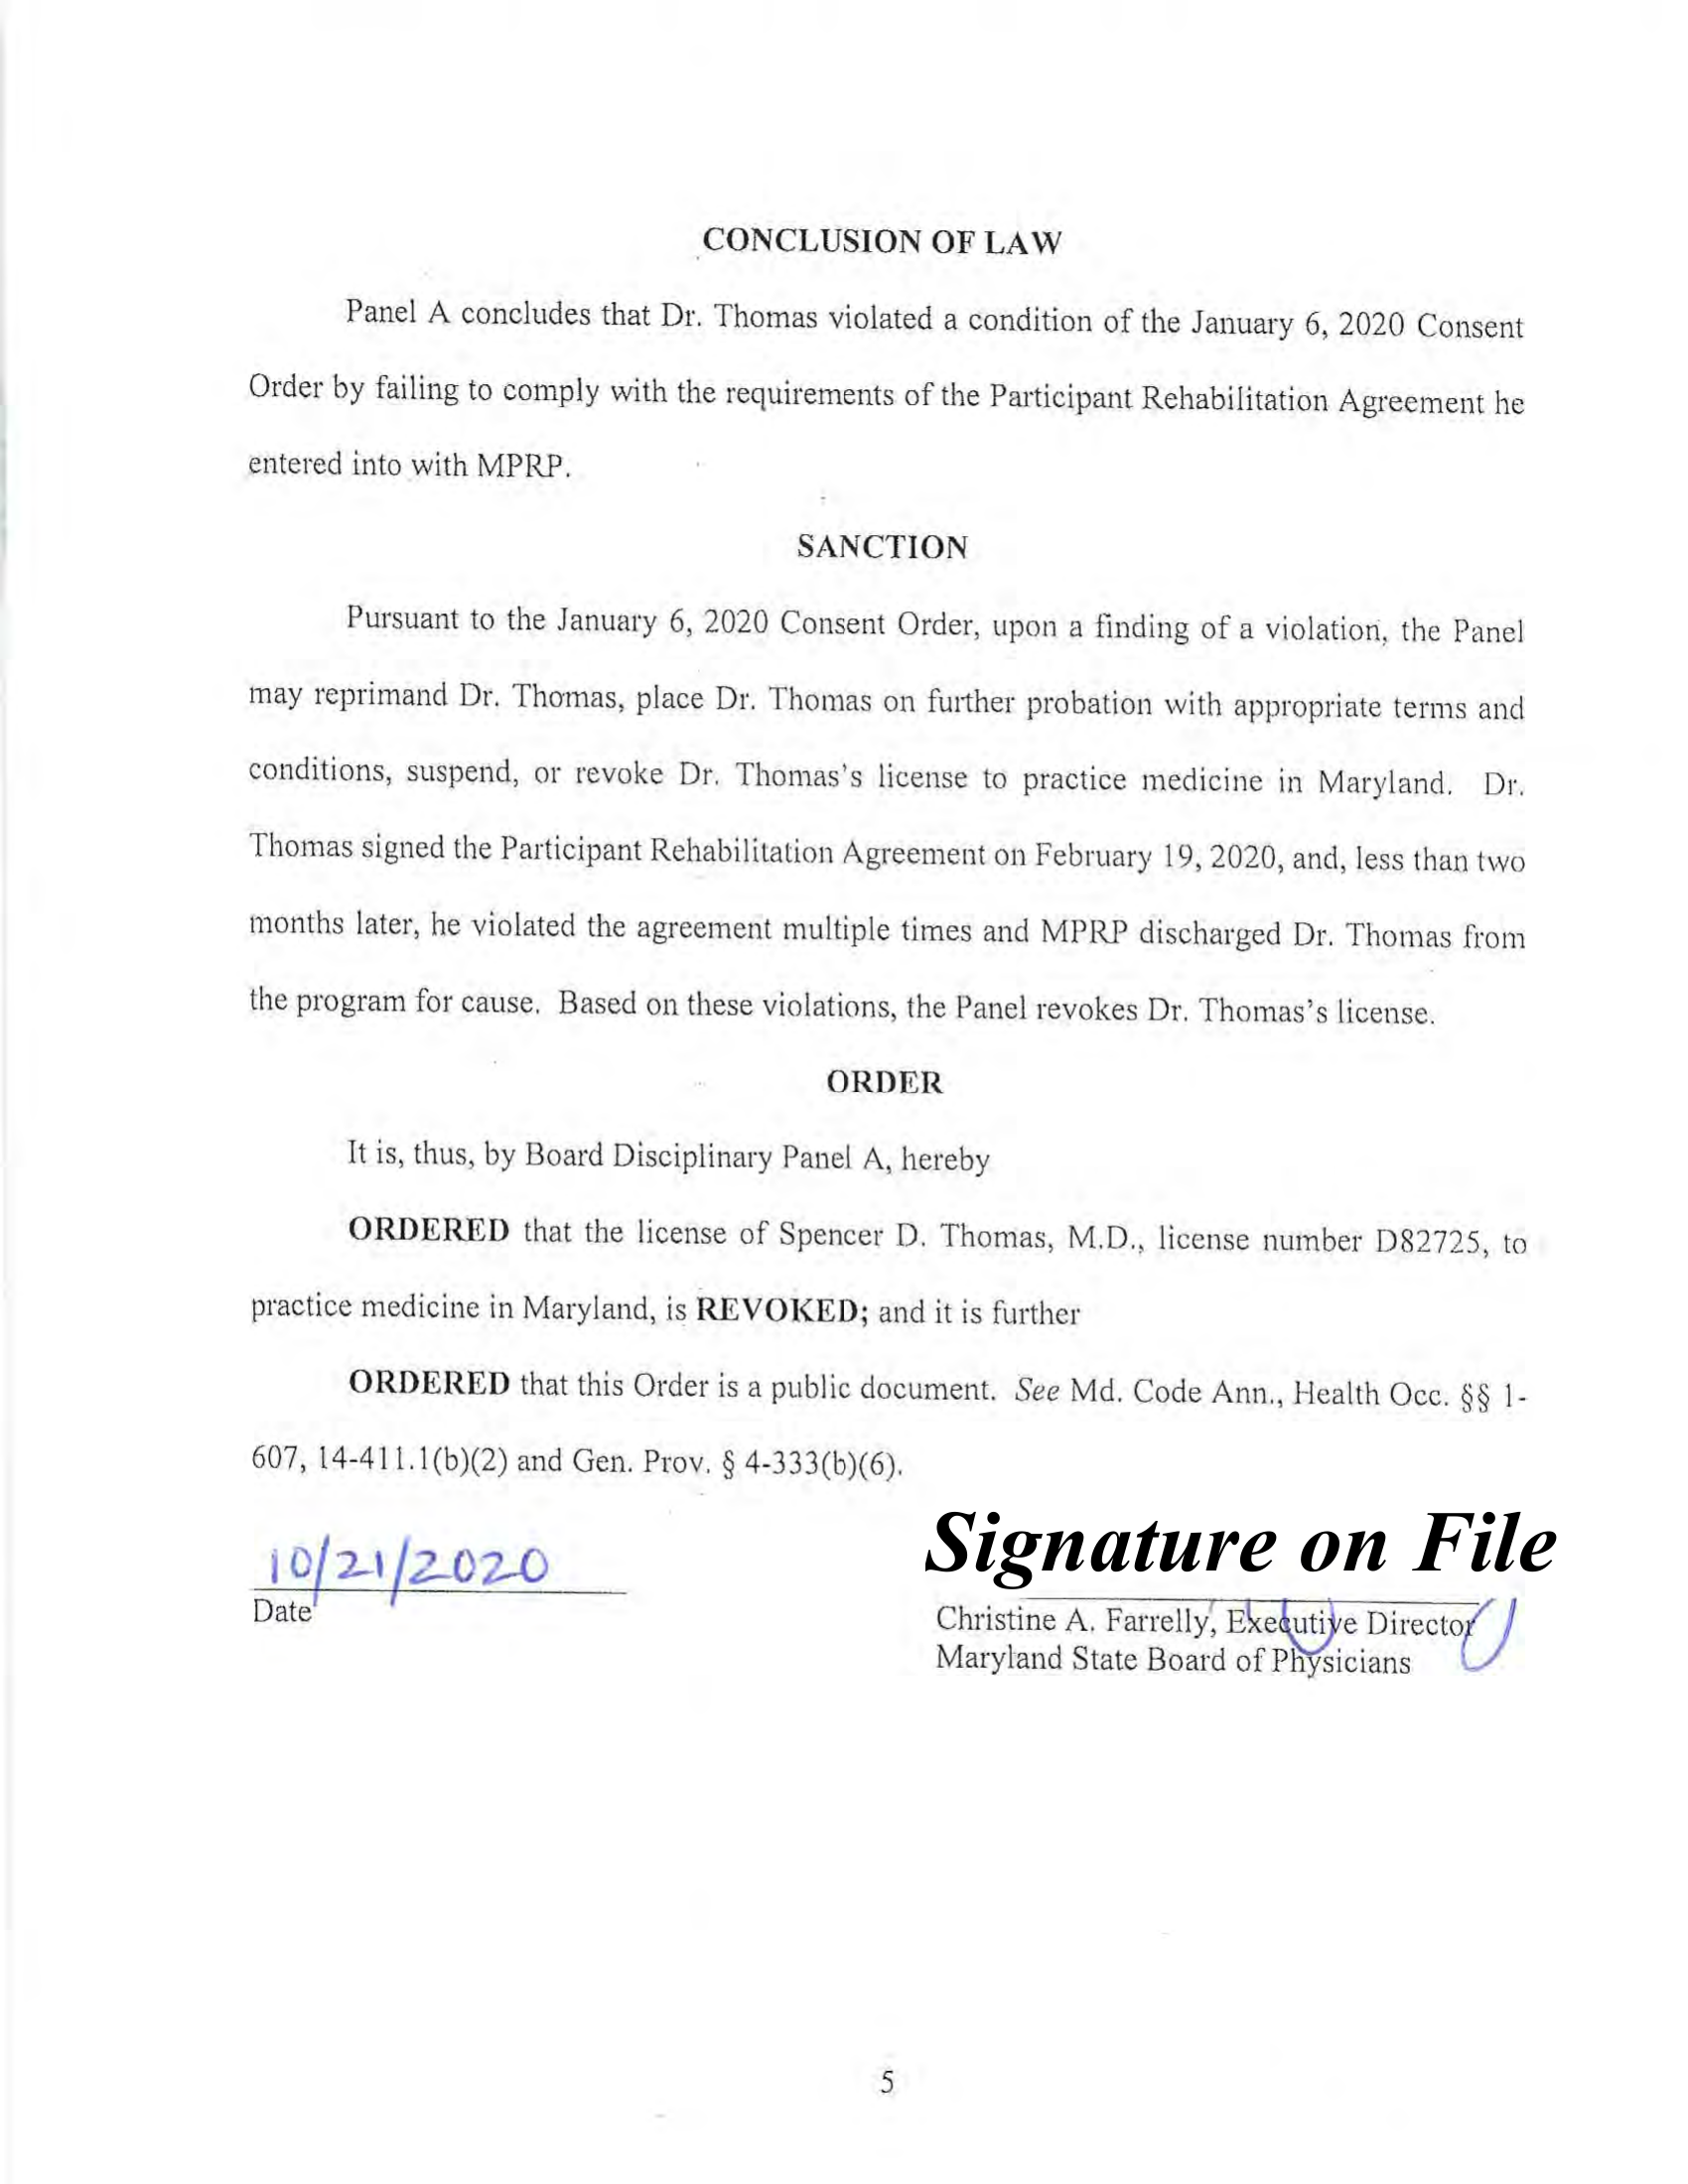 CONCLUSION OF LAW
Panel A concludes that Dr. Thomas violated a condition of the January 6, 2020 Consent
Order by failing to comply with the requirements of the Participant Rehabilitation Agreement he
entered into with MPRP.
SANCTION
Pursuant to the January 6, 2020 Consent Order, upon a finding of a violation, the Panel
may reprimand Dr. Thomas, place Dr. Thomas on further probation with appropriate terms and
conditions, suspend, or revoke Dr. Thomas's license to practice medicine in Maryland. Dr.
Thomas signed the Participant Rehabilitation Agreement on February 19, 2020, and, less than two
months later, he violated the agreement multiple times and MPRP discharged Dr. Thomas from
the program for cause. Based on these violations, the Panel revokes Dr. Thomas's license.
ORDER
It is, thus, by Board Disciplinary Panel A, hereby
ORDERED that the license of Spencer D. Thomas, M.D., license number D82725, to
practice medicine in Maryland, is REVOKED; and it is further
ORDERED that this Order is a public document. See Md. Code Ann., Health Occ. §§ 1-
607, 14-411.1(b)(2) and Gen. Prov. § 4-333(b)(6).
10/21/2020
Date
Signature on File
Christine A. Farrelly, Executive Director
Maryland State Board of Physicians
5